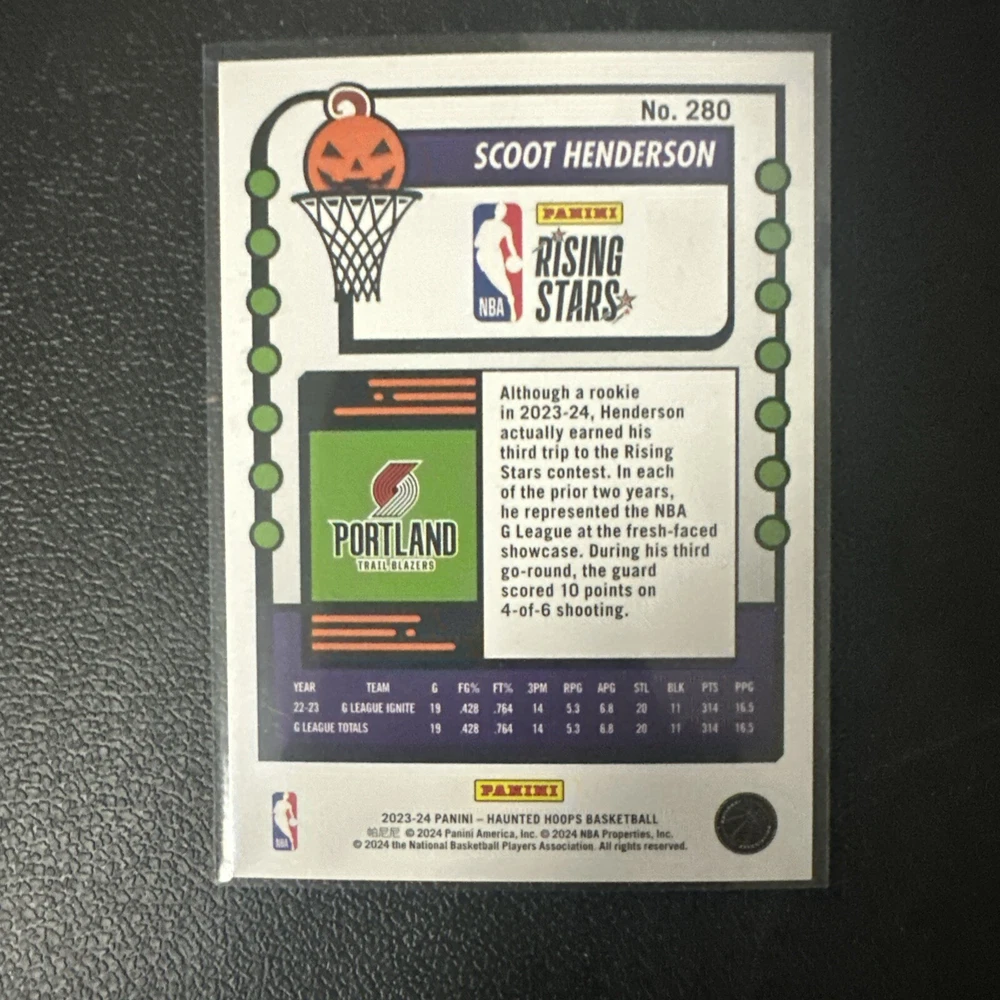 No. 280
SCOOT HENDERSON
PANINI
RISING
STARS
NBA
Although a rookie
in 2023-24, Henderson
actually earned his
third trip to the Rising
Stars contest. In each
of the prior two years,
he represented the NBA
G League at the fresh-faced
showcase. During his third
go-round, the guard
scored 10 points on
4-of-6 shooting.
PORTLAND
TRAIL BLAZERS
YEAR TEAM G FG% FT% 3PM RPG APG STL BLK PTS PPG
22-23 G LEAGUE IGNITE 19 .428 .764 14 5.3 6.8 20 11 314 16.5
G LEAGUE TOTALS 19 .428 .764 14 5.3 6.8 20 11 314 16.5
PANINI
2023-24 PANINI – HAUNTED HOOPS BASKETBALL
帕尼尼 © 2024 Panini America, Inc. © 2024 NBA Properties, Inc.
© 2024 the National Basketball Players Association. All rights reserved.
NBA